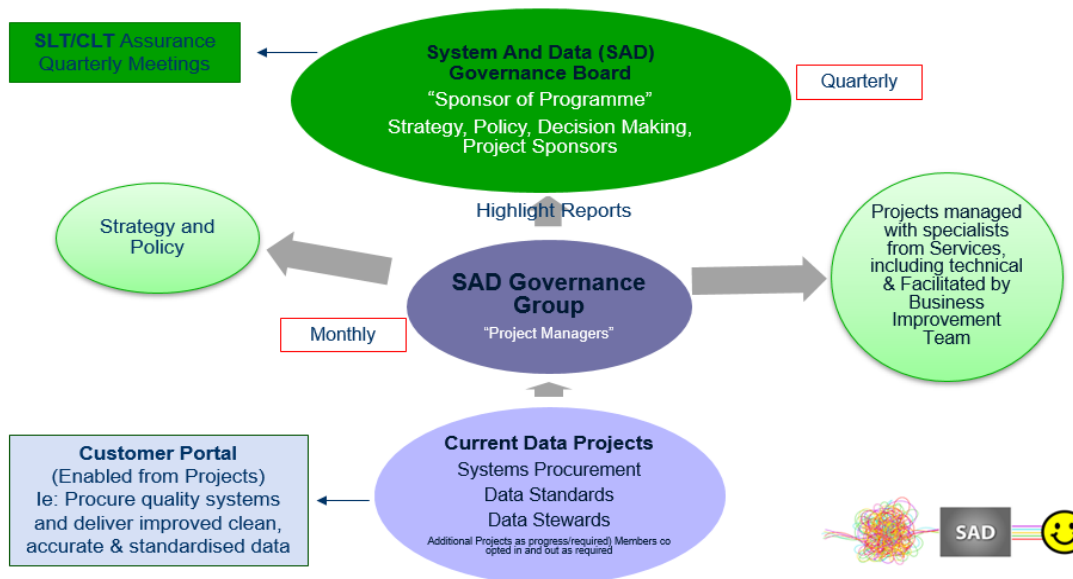 SLT/CLT Assurance
Quarterly Meetings
System And Data (SAD)
Governance Board
“Sponsor of Programme”
Strategy, Policy, Decision Making,
Project Sponsors
Quarterly
Highlight Reports
Strategy and
Policy
SAD Governance
Group
“Project Managers”
Monthly
Projects managed
with specialists
from Services,
including technical
& Facilitated by
Business
Improvement
Team
Customer Portal
(Enabled from Projects)
Ie: Procure quality systems
and deliver improved clean,
accurate & standardised data
Current Data Projects
Systems Procurement
Data Standards
Data Stewards
Additional Projects as progress/required) Members co
opted in and out as required
SAD